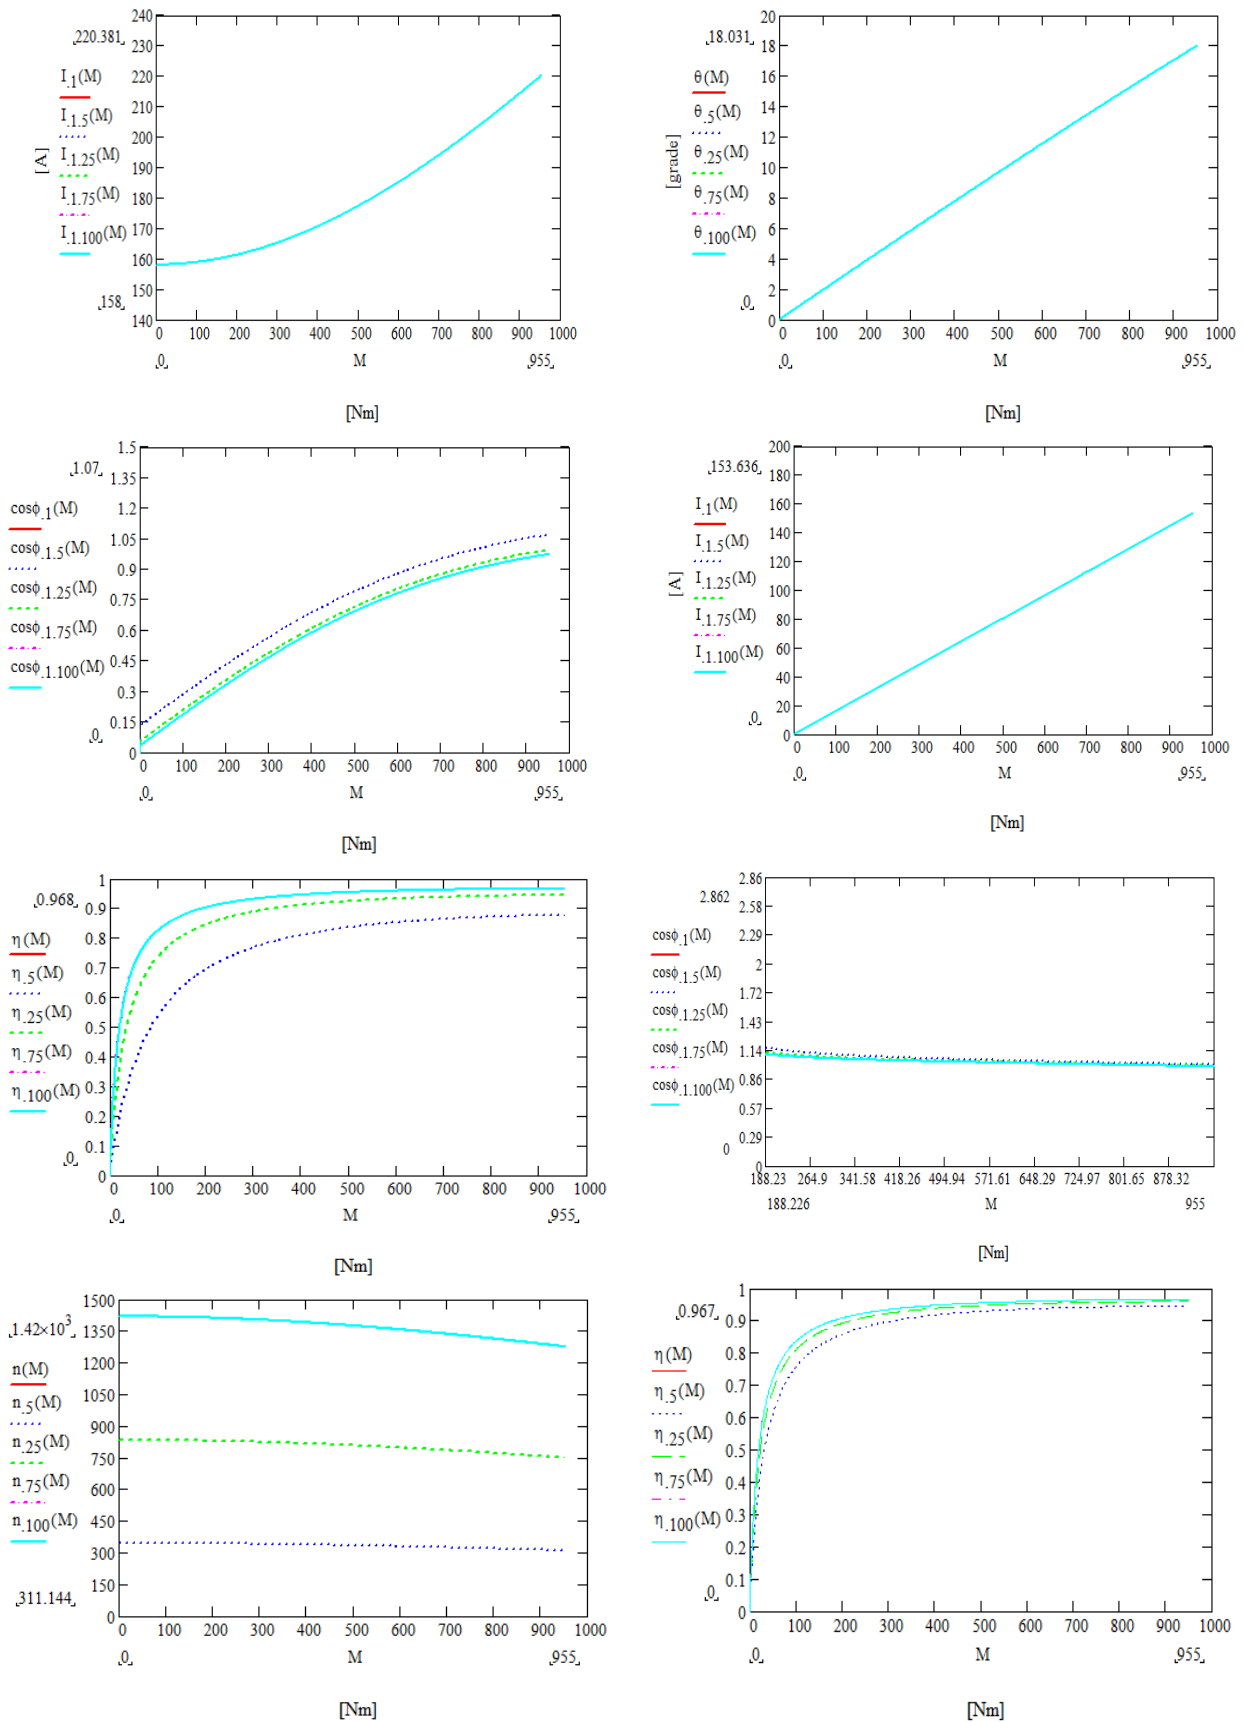 240
230
220
210
200
190
180
170
160
150
140
220.381
I.1(M)
I.1.5(M)
I.1.25(M)
I.1.75(M)
I.1.100(M)
158
[A]
0 100 200 300 400 500 600 700 800 900 1000
0 M 955
[Nm]
20
18
16
14
12
10
8
6
4
2
0
18.031
θ(M)
θ.5(M)
θ.25(M)
θ.75(M)
θ.100(M)
0
[grade]
0 100 200 300 400 500 600 700 800 900 1000
0 M 955
[Nm]
1.5
1.35
1.2
1.05
0.9
0.75
0.6
0.45
0.3
0.15
0
1.07
cosϕ.1(M)
cosϕ.1.5(M)
cosϕ.1.25(M)
cosϕ.1.75(M)
cosϕ.1.100(M)
0
0 100 200 300 400 500 600 700 800 900 1000
0 M 955
[Nm]
200
180
160
140
120
100
80
60
40
20
0
153.636
I.1(M)
I.1.5(M)
I.1.25(M)
I.1.75(M)
I.1.100(M)
0
[A]
0 100 200 300 400 500 600 700 800 900 1000
0 M 955
[Nm]
1
0.9
0.8
0.7
0.6
0.5
0.4
0.3
0.2
0.1
0
0.968
η(M)
η.5(M)
η.25(M)
η.75(M)
η.100(M)
0
0 100 200 300 400 500 600 700 800 900 1000
0 M 955
[Nm]
2.86
2.58
2.29
2
1.72
1.43
1.14
0.86
0.57
0.29
0
2.862
cosϕ.1(M)
cosϕ.1.5(M)
cosϕ.1.25(M)
cosϕ.1.75(M)
cosϕ.1.100(M)
0
188.23 264.9 341.58 418.26 494.94 571.61 648.29 724.97 801.65 878.32
188.226 M 955
[Nm]
1500
1350
1200
1050
900
750
600
450
300
150
0
1.42×10³
n(M)
n.5(M)
n.25(M)
n.75(M)
n.100(M)
311.144
0 100 200 300 400 500 600 700 800 900 1000
0 M 955
[Nm]
1
0.9
0.8
0.7
0.6
0.5
0.4
0.3
0.2
0.1
0
0.967
η(M)
η.5(M)
η.25(M)
η.75(M)
η.100(M)
0
0 100 200 300 400 500 600 700 800 900 1000
0 M 955
[Nm]